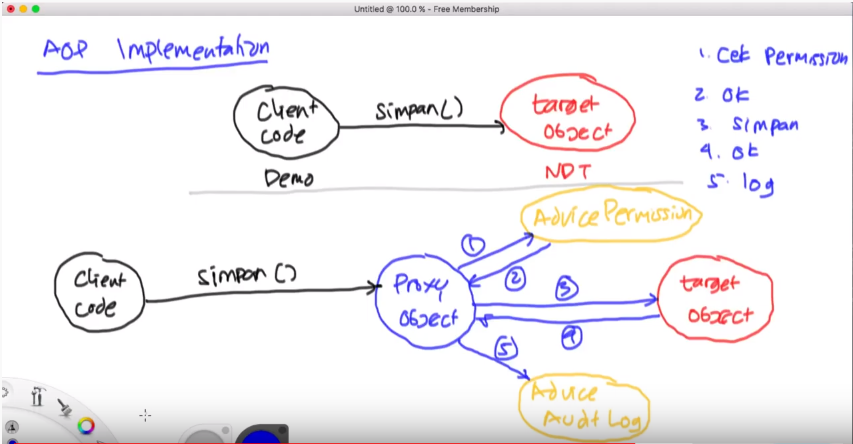 Untitled @ 100.0 % - Free Membership
AOP Implementation
1. Cek Permission
2. Ok
3. Simpan
4. Ok
5. log
Client
code
Simpan()
target
object
Demo
NDT
Advice Permission
1
2
Client
code
Simpan ()
Proxy
object
3
4
target
object
5
Advice
Audit Log